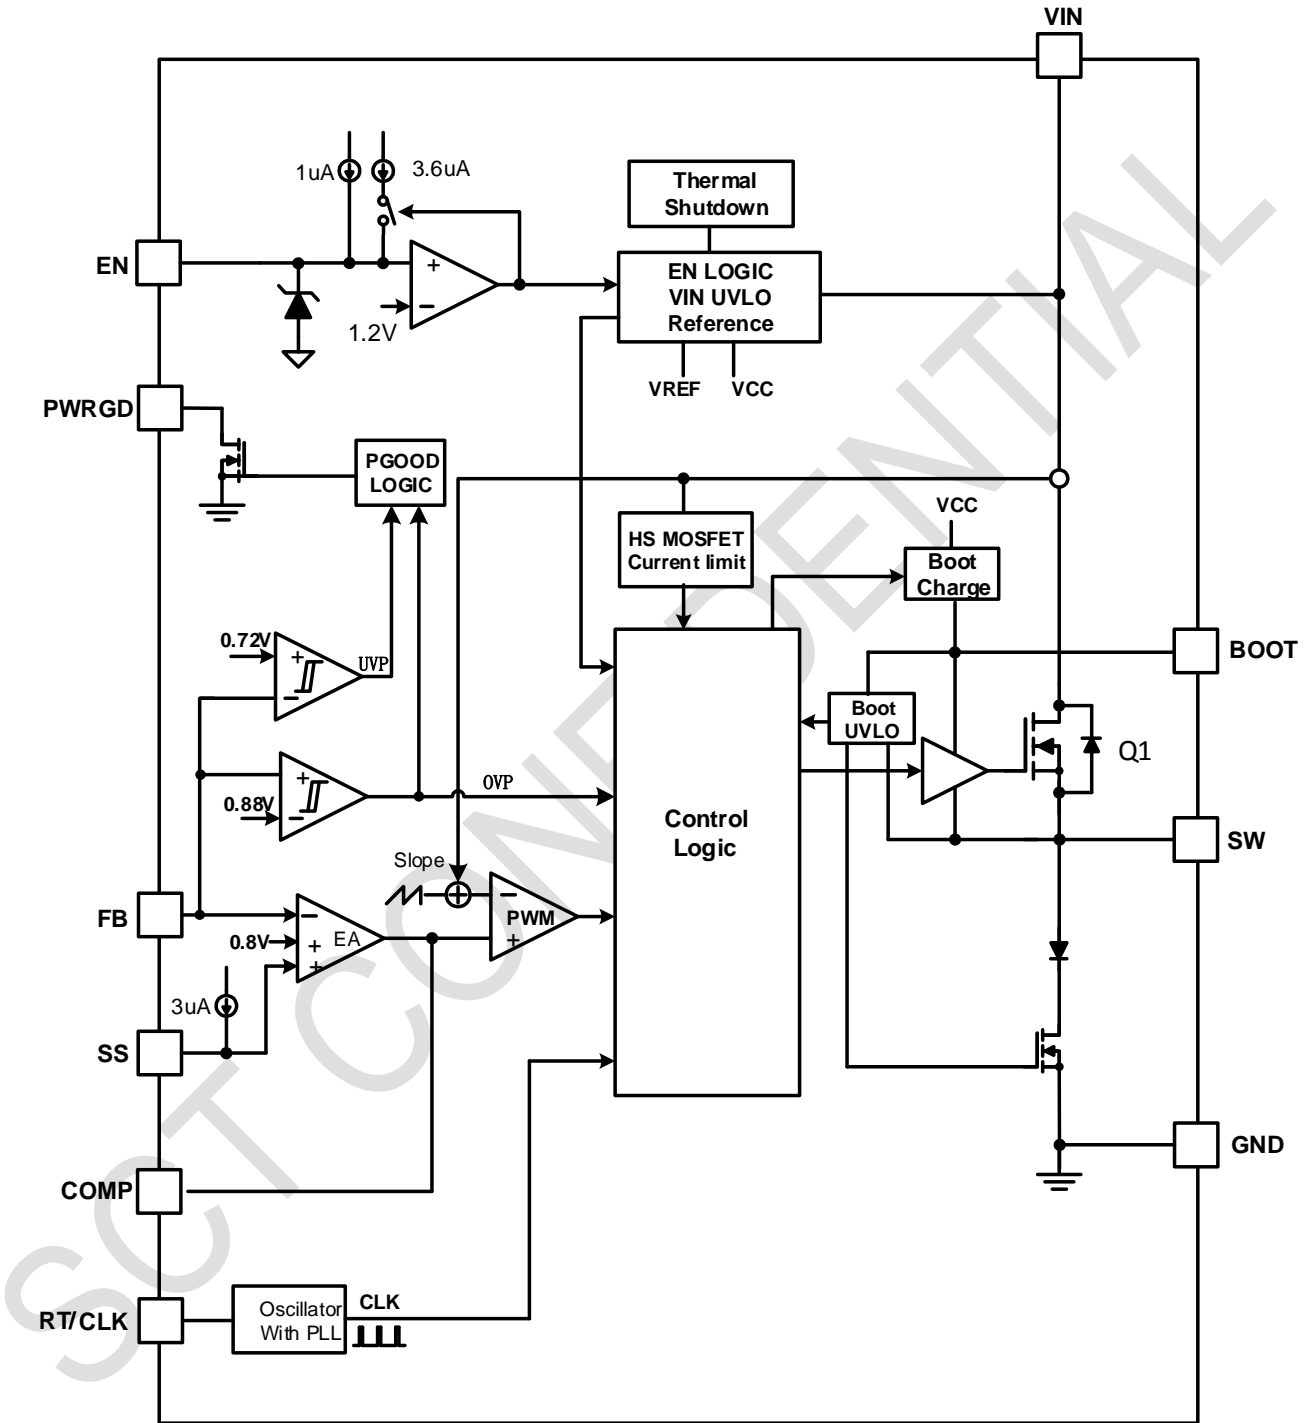 VIN
1uA
3.6uA
Thermal
Shutdown
EN
+
−
1.2V
EN LOGIC
VIN UVLO
Reference
VREF
VCC
PWRGD
PGOOD
LOGIC
HS MOSFET
Current limit
VCC
Boot
Charge
0.72V
+
−
UVP
BOOT
Boot
UVLO
Q1
0.88V
+
−
OVP
Control
Logic
SW
Slope
FB
−
0.8V
+
+
EA
−
PWM
+
3uA
SS
GND
COMP
RT/CLK
Oscillator
With PLL
CLK
SCT CONFIDENTIAL